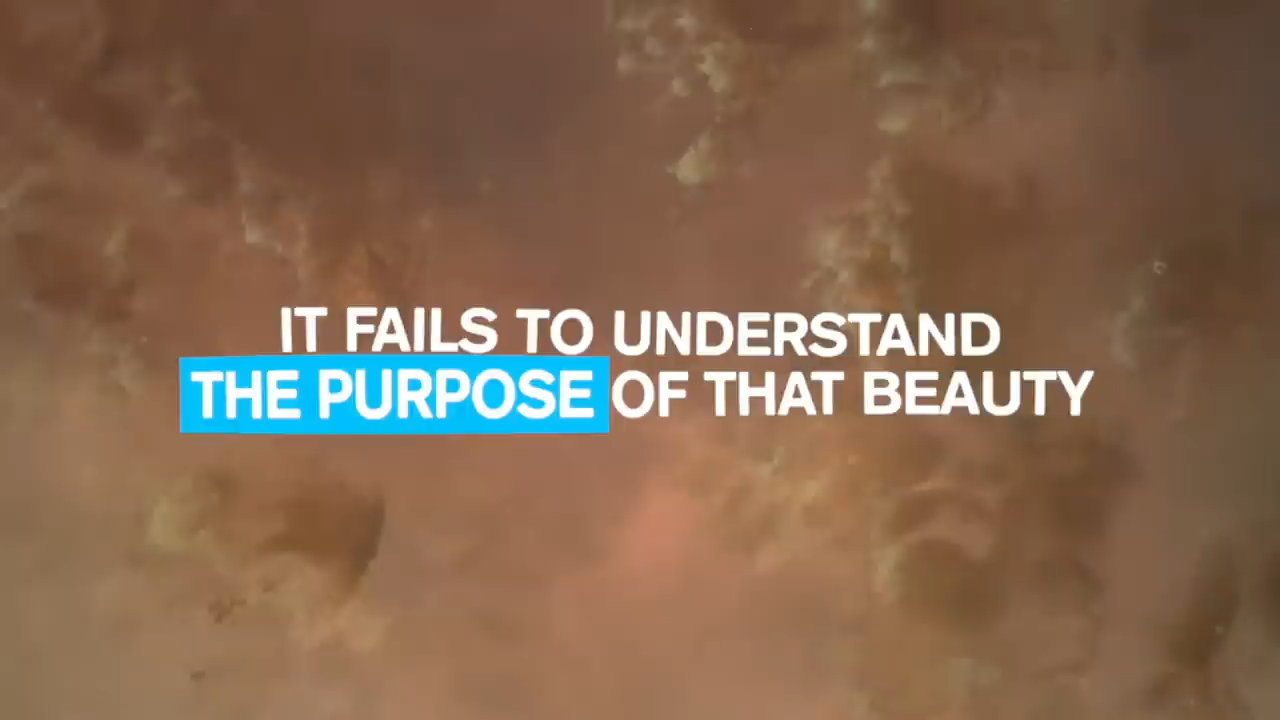 IT FAILS TO UNDERSTAND
THE PURPOSE OF THAT BEAUTY